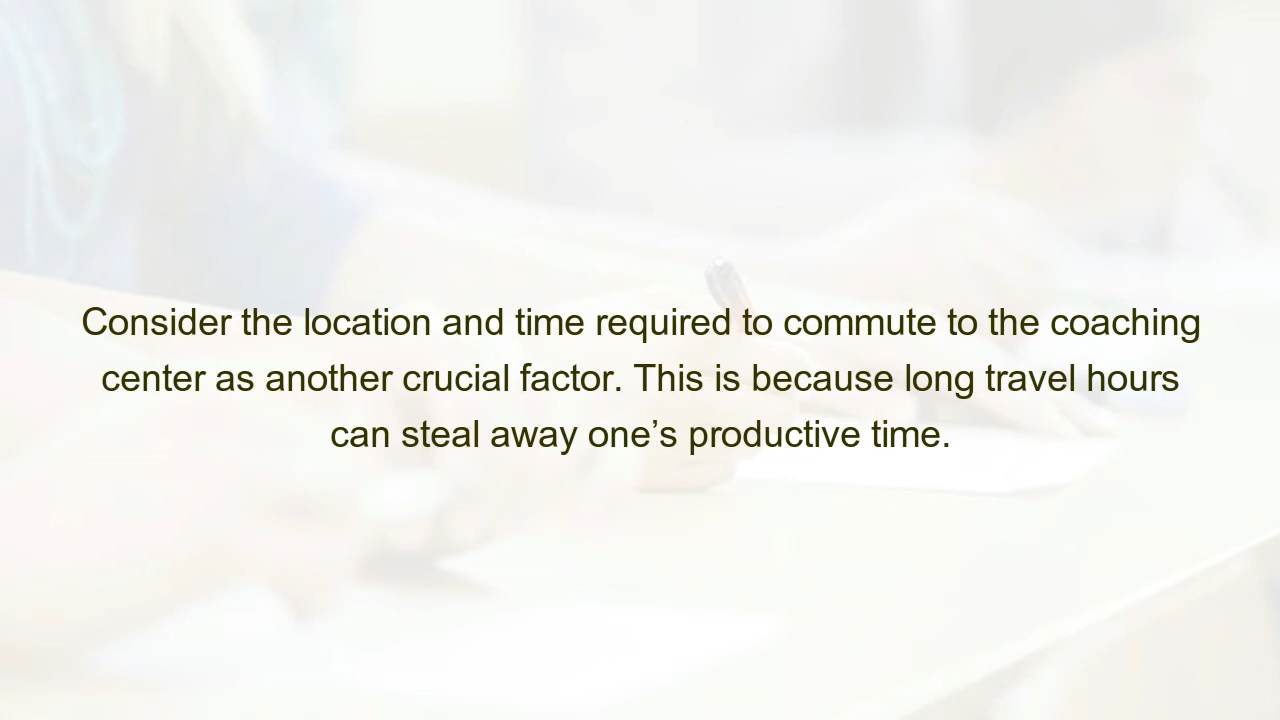 Consider the location and time required to commute to the coaching
center as another crucial factor. This is because long travel hours
can steal away one’s productive time.